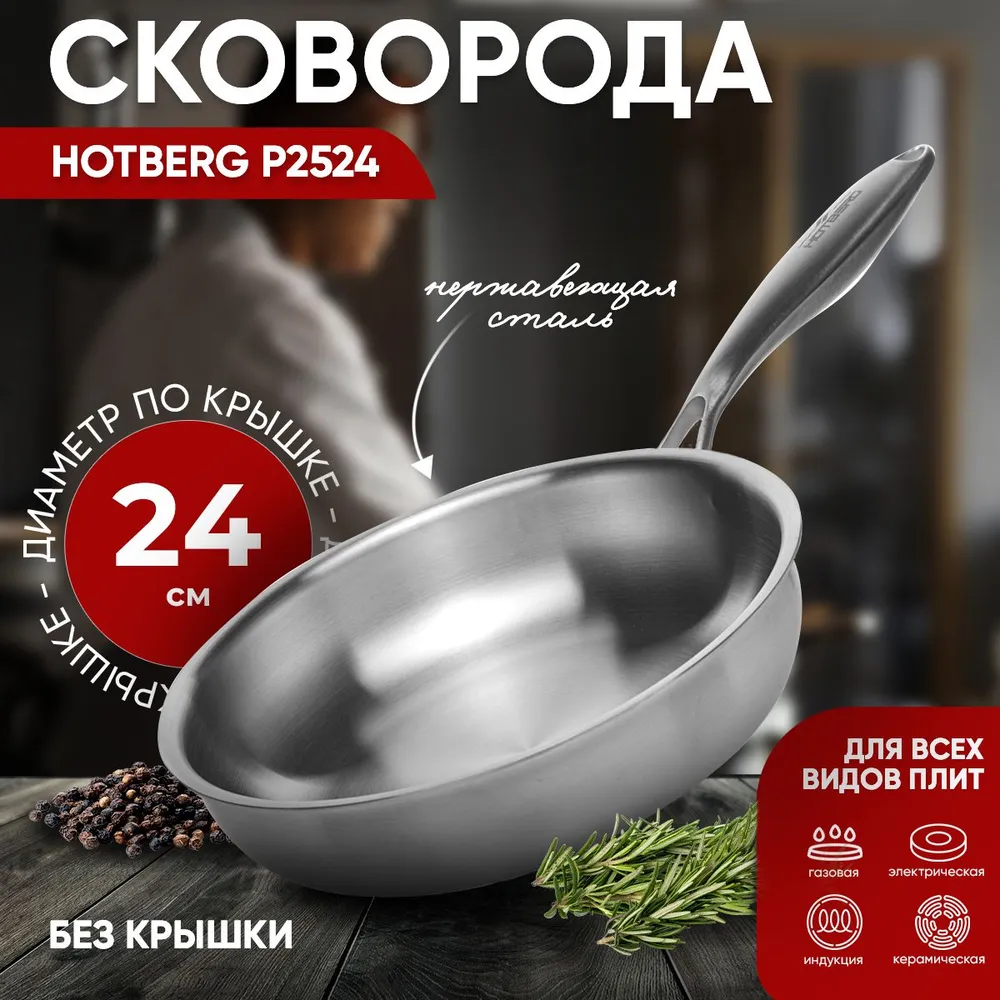 СКОВОРОДА
HOTBERG P2524
HOTBERG
нержавеющая
сталь
ДИАМЕТР ПО КРЫШКЕ -
24
см
КРЫШКЕ -
ДЛЯ ВСЕХ
ВИДОВ ПЛИТ
газовая
электрическая
индукция
керамическая
БЕЗ КРЫШКИ